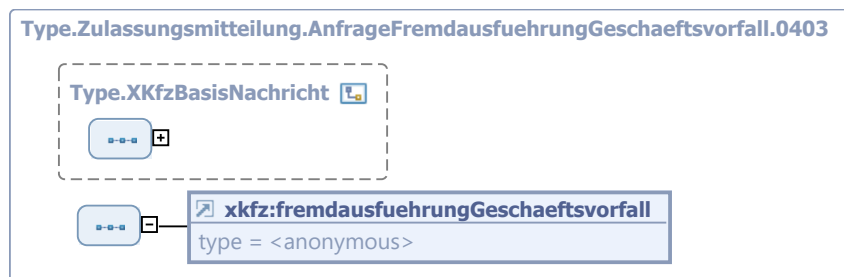 Type.Zulassungsmitteilung.AnfrageFremdausfuehrungGeschaeftsvorfall.0403
Type.XKfzBasisNachricht
xkfz:fremdausfuehrungGeschaeftsvorfall
type = <anonymous>